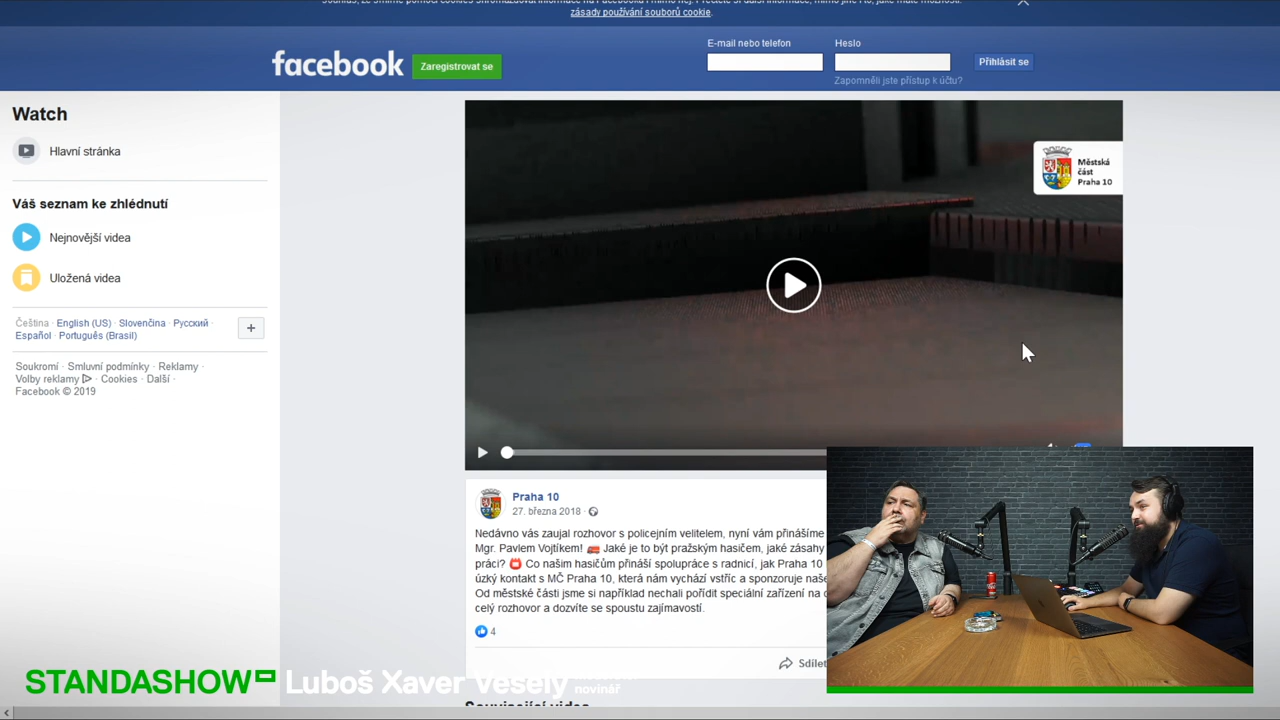 zásady používání souborů cookie.
facebook
Zaregistrovat se
E-mail nebo telefon
Heslo
Přihlásit se
Zapomněli jste přístup k účtu?
Watch
Hlavní stránka
Váš seznam ke zhlédnutí
Nejnovější videa
Uložená videa
Čeština · English (US) · Slovenčina · Русский ·
Español · Português (Brasil)
Soukromí · Smluvní podmínky · Reklamy ·
Volby reklamy · Cookies · Další ·
Facebook © 2019
Městská
část
Praha 10
Praha 10
27. března 2018 ·
Nedávno vás zaujal rozhovor s policejním velitelem, nyní vám přinášíme
Mgr. Pavlem Vojtíkem! Jaké je to být pražským hasičem, jaké zásahy
práci? Co našim hasičům přináší spolupráce s radnicí, jak Praha 10
úzký kontakt s MČ Praha 10, která nám vychází vstříc a sponzoruje naše
Od městské části jsme si například nechali pořídit speciální zařízení na
celý rozhovor a dozvíte se spoustu zajímavostí.
4
Sdílet
STANDASHOW
Luboš Xaver Veselý
novinář
Související videa